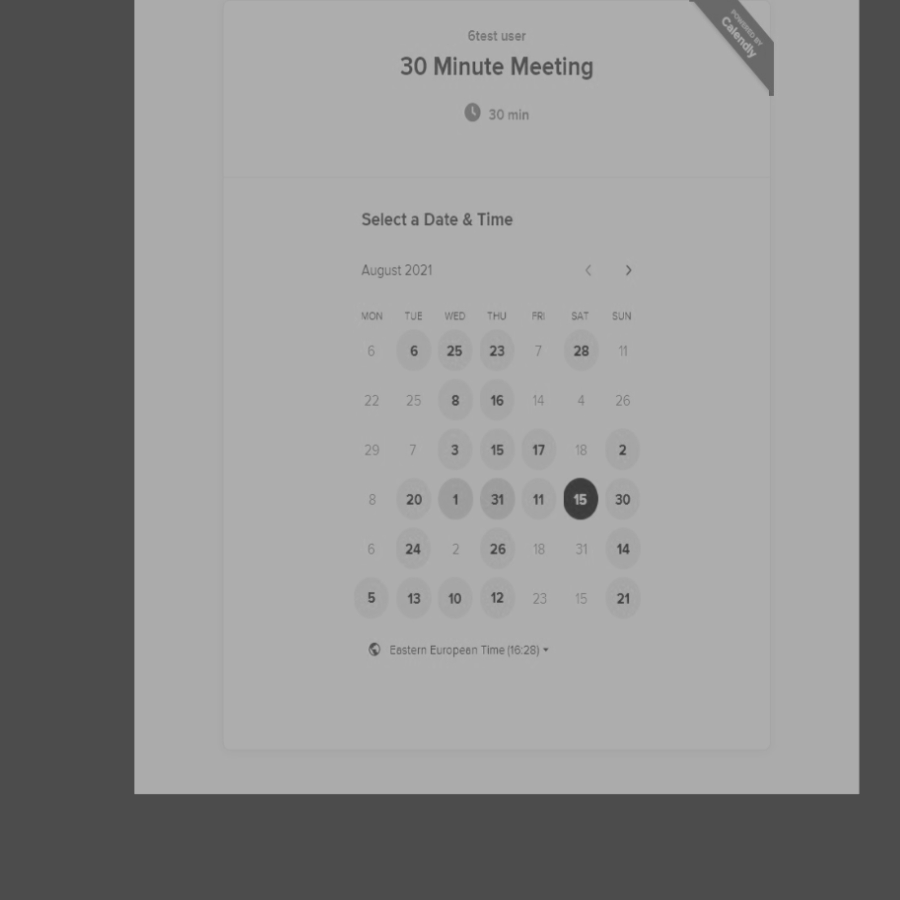 POWERED BY
Calendly
6test user
30 Minute Meeting
30 min
Select a Date & Time
August 2021
MON TUE WED THU FRI SAT SUN
6 6 25 23 7 28 11
22 25 8 16 14 4 26
29 7 3 15 17 18 2
8 20 1 31 11 15 30
6 24 2 26 18 31 14
5 13 10 12 23 15 21
Eastern European Time (16:28)